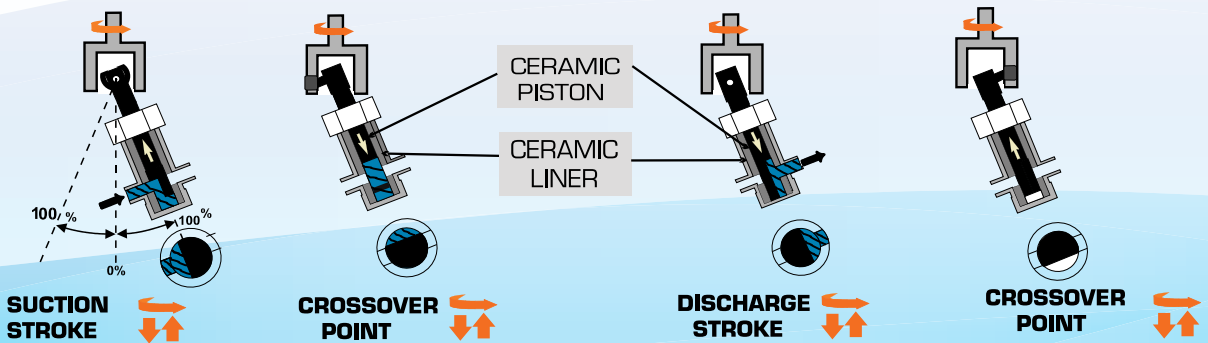 CERAMIC
PISTON
CERAMIC
LINER
100%
100%
0%
SUCTION
STROKE
CROSSOVER
POINT
DISCHARGE
STROKE
CROSSOVER
POINT